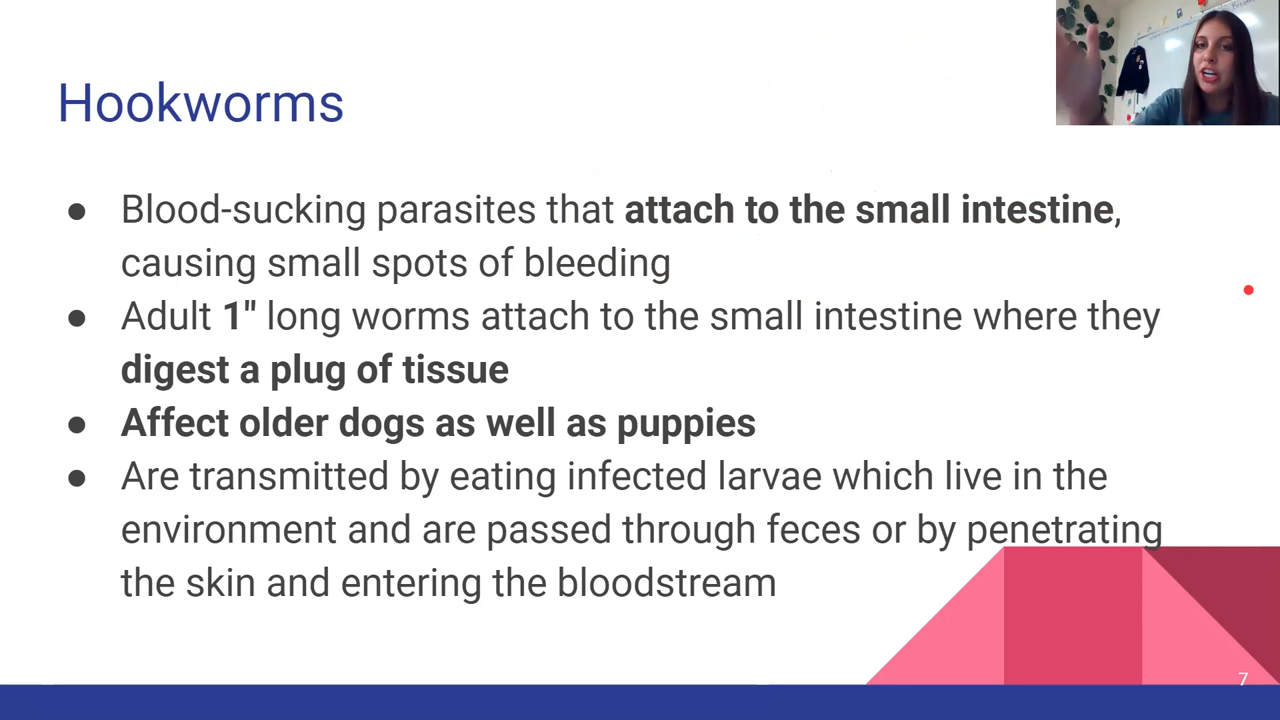 Hookworms
● Blood-sucking parasites that attach to the small intestine,
causing small spots of bleeding
● Adult 1" long worms attach to the small intestine where they
digest a plug of tissue
● Affect older dogs as well as puppies
● Are transmitted by eating infected larvae which live in the
environment and are passed through feces or by penetrating
the skin and entering the bloodstream
7